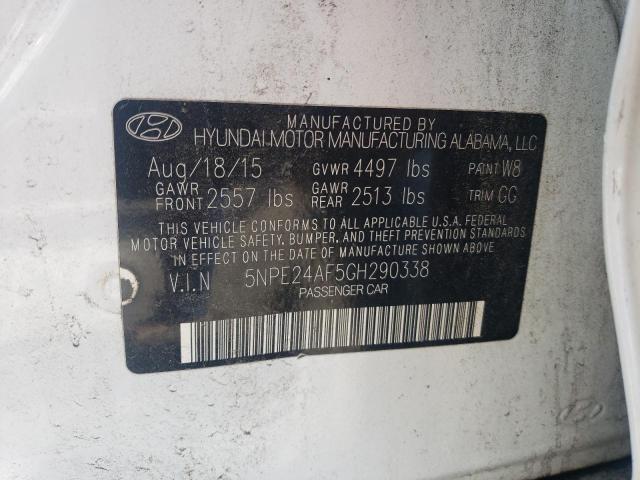 MANUFACTURED BY
HYUNDAI MOTOR MANUFACTURING ALABAMA, LLC
Aug/18/15 GVWR 4497 lbs PAINT W8
GAWR FRONT 2557 lbs GAWR REAR 2513 lbs TRIM GG
THIS VEHICLE CONFORMS TO ALL APPLICABLE U.S.A. FEDERAL
MOTOR VEHICLE SAFETY, BUMPER, AND THEFT PREVENTION STANDARDS
IN EFFECT ON THE DATE OF MANUFACTURE SHOWN ABOVE
V.I.N 5NPE24AF5GH290338
PASSENGER CAR